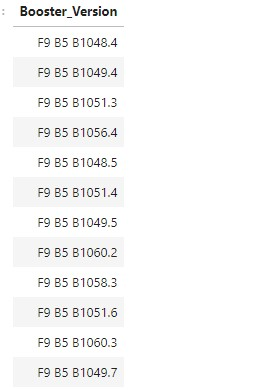 :
Booster_Version
F9 B5 B1048.4
F9 B5 B1049.4
F9 B5 B1051.3
F9 B5 B1056.4
F9 B5 B1048.5
F9 B5 B1051.4
F9 B5 B1049.5
F9 B5 B1060.2
F9 B5 B1058.3
F9 B5 B1051.6
F9 B5 B1060.3
F9 B5 B1049.7